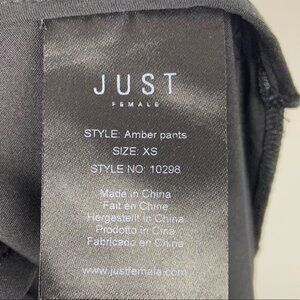 JUST
FEMALE
STYLE: Amber pants
SIZE: XS
STYLE NO: 10298
Made in China
Fait en Chine
Hergestellt in China
Prodotto in Cina
Fabricado en China
www.justfemale.com